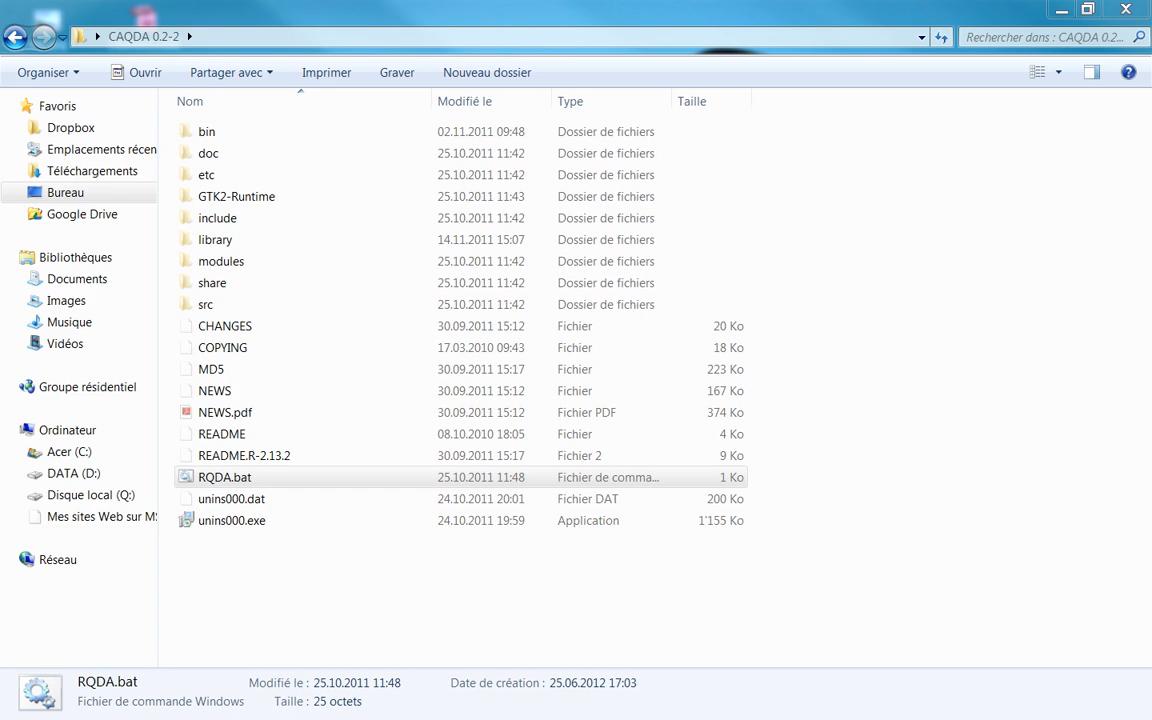 CAQDA 0.2-2
Rechercher dans : CAQDA 0.2...
Organiser Ouvrir Partager avec Imprimer Graver Nouveau dossier
Nom Modifié le Type Taille
Favoris
Dropbox
Emplacements récen
Téléchargements
Bureau
Google Drive
Bibliothèques
Documents
Images
Musique
Vidéos
Groupe résidentiel
Ordinateur
Acer (C:)
DATA (D:)
Disque local (Q:)
Mes sites Web sur MS
Réseau
bin 02.11.2011 09:48 Dossier de fichiers
doc 25.10.2011 11:42 Dossier de fichiers
etc 25.10.2011 11:42 Dossier de fichiers
GTK2-Runtime 25.10.2011 11:43 Dossier de fichiers
include 25.10.2011 11:42 Dossier de fichiers
library 14.11.2011 15:07 Dossier de fichiers
modules 25.10.2011 11:42 Dossier de fichiers
share 25.10.2011 11:42 Dossier de fichiers
src 25.10.2011 11:42 Dossier de fichiers
CHANGES 30.09.2011 15:12 Fichier 20 Ko
COPYING 17.03.2010 09:43 Fichier 18 Ko
MD5 30.09.2011 15:17 Fichier 223 Ko
NEWS 30.09.2011 15:12 Fichier 167 Ko
NEWS.pdf 30.09.2011 15:12 Fichier PDF 374 Ko
README 08.10.2010 18:05 Fichier 4 Ko
README.R-2.13.2 30.09.2011 15:17 Fichier 2 9 Ko
RQDA.bat 25.10.2011 11:48 Fichier de comma... 1 Ko
unins000.dat 24.10.2011 20:01 Fichier DAT 200 Ko
unins000.exe 24.10.2011 19:59 Application 1'155 Ko
RQDA.bat Modifié le : 25.10.2011 11:48 Date de création : 25.06.2012 17:03
Fichier de commande Windows Taille : 25 octets